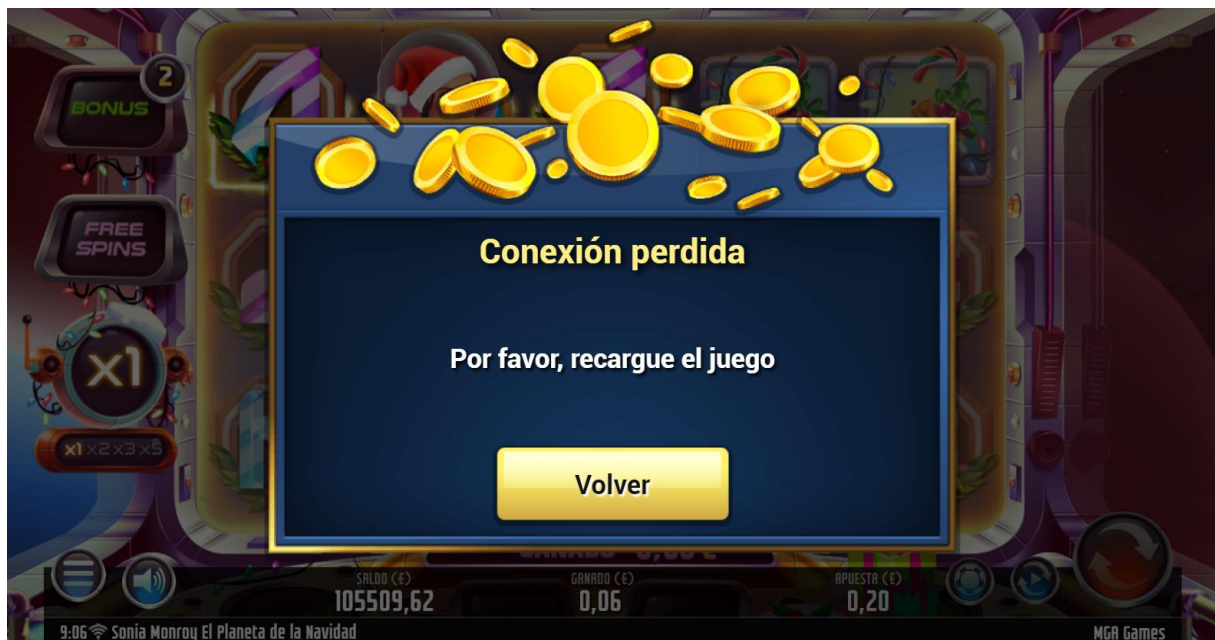 2
BONUS
FREE
SPINS
x1
x1 x2 x3 x5
Conexión perdida
Por favor, recargue el juego
Volver
SALDO (€)
105509,62
GANADO (€)
0,06
APUESTA (€)
0,20
9:06 Sonia Monroy El Planeta de la Navidad
MGA Games